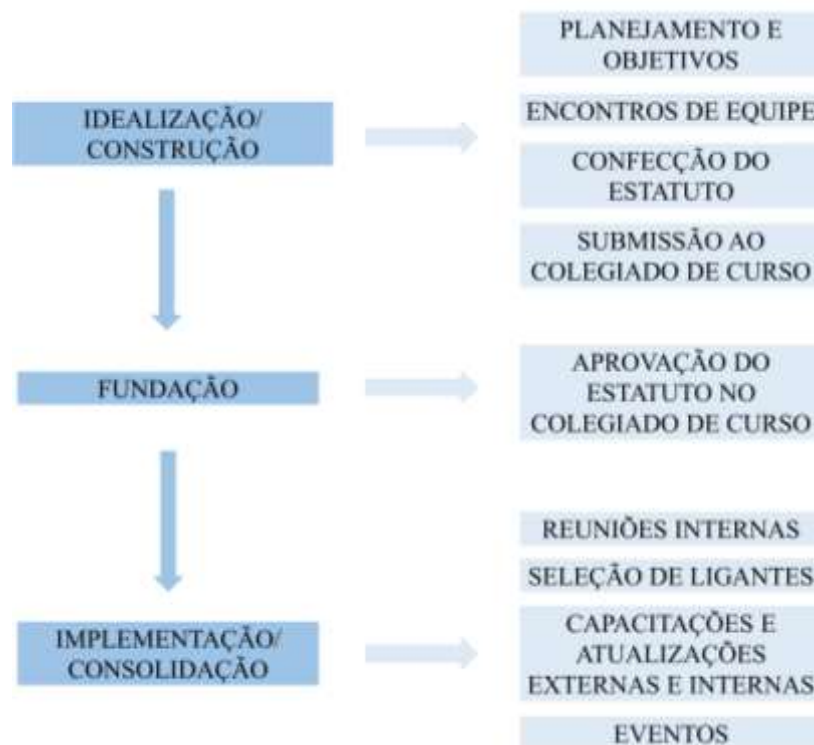 IDEALIZAÇÃO/
CONSTRUÇÃO
PLANEJAMENTO E
OBJETIVOS
ENCONTROS DE EQUIPE
CONFECÇÃO DO
ESTATUTO
SUBMISSÃO AO
COLEGIADO DE CURSO
FUNDAÇÃO
APROVAÇÃO DO
ESTATUTO NO
COLEGIADO DE CURSO
IMPLEMENTAÇÃO/
CONSOLIDAÇÃO
REUNIÕES INTERNAS
SELEÇÃO DE LIGANTES
CAPACITAÇÕES E
ATUALIZAÇÕES
EXTERNAS E INTERNAS
EVENTOS